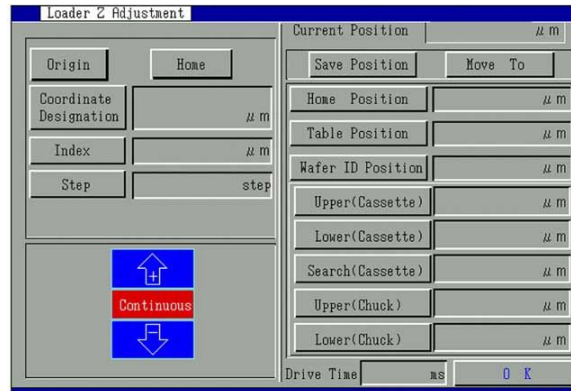 Loader Z Adjustment
Origin
Home
Coordinate
Designation
μm
Index
μm
Step
step
+
Continuous
−
Current Position
μm
Save Position
Move To
Home Position
μm
Table Position
μm
Wafer ID Position
μm
Upper(Cassette)
μm
Lower(Cassette)
μm
Search(Cassette)
μm
Upper(Chuck)
μm
Lower(Chuck)
μm
Drive Time
ms
O K